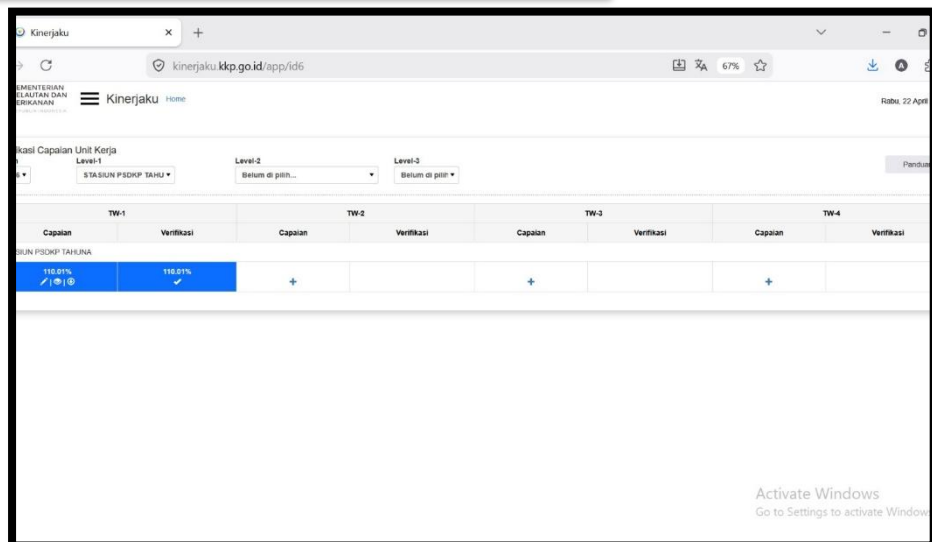 Kinerjaku
kinerjaku.kkp.go.id/app/id6
67%
A
EMENTERIAN
ELAUTAN DAN
ERIKANAN
Kinerjaku Home
Rabu, 22 April
ikasi Capaian Unit Kerja
Level-1 Level-2 Level-3
STASIUN PSDKP TAHU Belum di pilih... Belum di pilih
Panduan
TW-1 TW-2 TW-3 TW-4
Capaian Verifikasi Capaian Verifikasi Capaian Verifikasi Capaian Verifikasi
SIUN PSDKP TAHUNA
110.01% 110.01%
Activate Windows
Go to Settings to activate Window